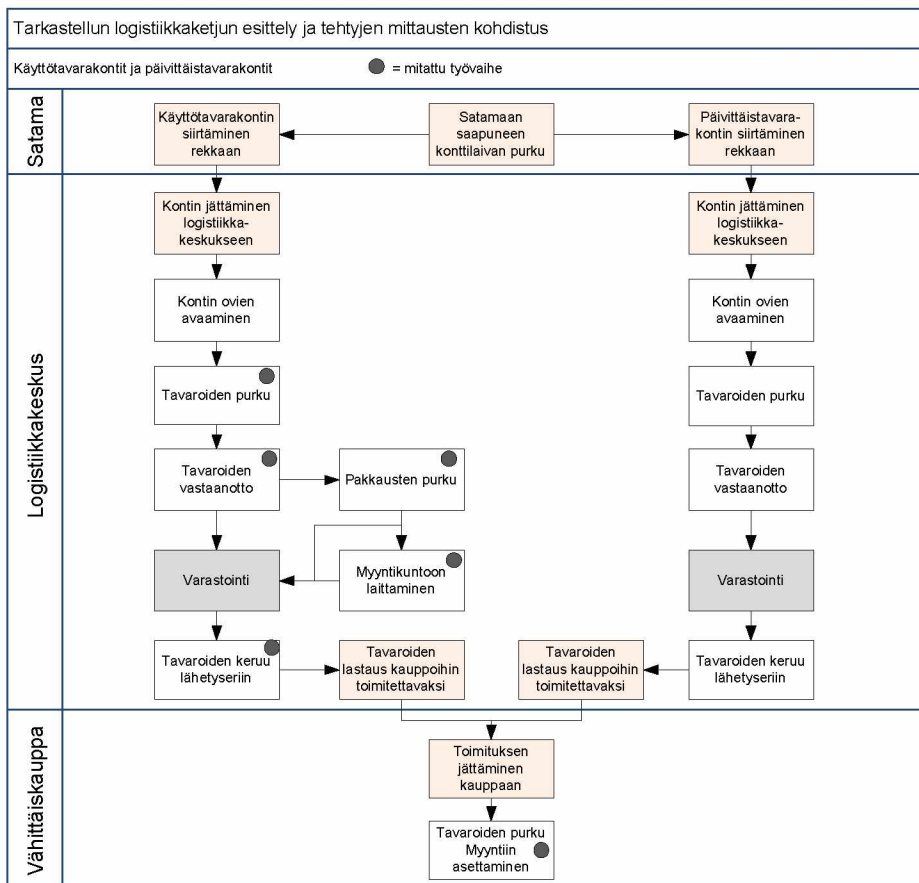 Tarkastellun logistiikkaketjun esittely ja tehtyjen mittausten kohdistus
Käyttötavarakontit ja päivittäistavarakontit
= mitattu työvaihe
Satama
Käyttötavarakontin
siirtäminen
rekkaan
Satamaan
saapuneen
konttilaivan purku
Päivittäistavara-
kontin siirtäminen
rekkaan
Logistiikkakeskus
Kontin jättäminen
logistiikka-
keskukseen
Kontin jättäminen
logistiikka-
keskukseen
Kontin ovien
avaaminen
Kontin ovien
avaaminen
Tavaroiden purku
Tavaroiden purku
Tavaroiden
vastaanotto
Pakkausten purku
Tavaroiden
vastaanotto
Varastointi
Myyntikuntoon
laittaminen
Varastointi
Tavaroiden keruu
lähetyseriin
Tavaroiden
lastaus kauppoihin
toimitettavaksi
Tavaroiden
lastaus kauppoihin
toimitettavaksi
Tavaroiden keruu
lähetyseriin
Vähittäiskauppa
Toimituksen
jättäminen
kauppaan
Tavaroiden purku
Myyntiin
asettaminen